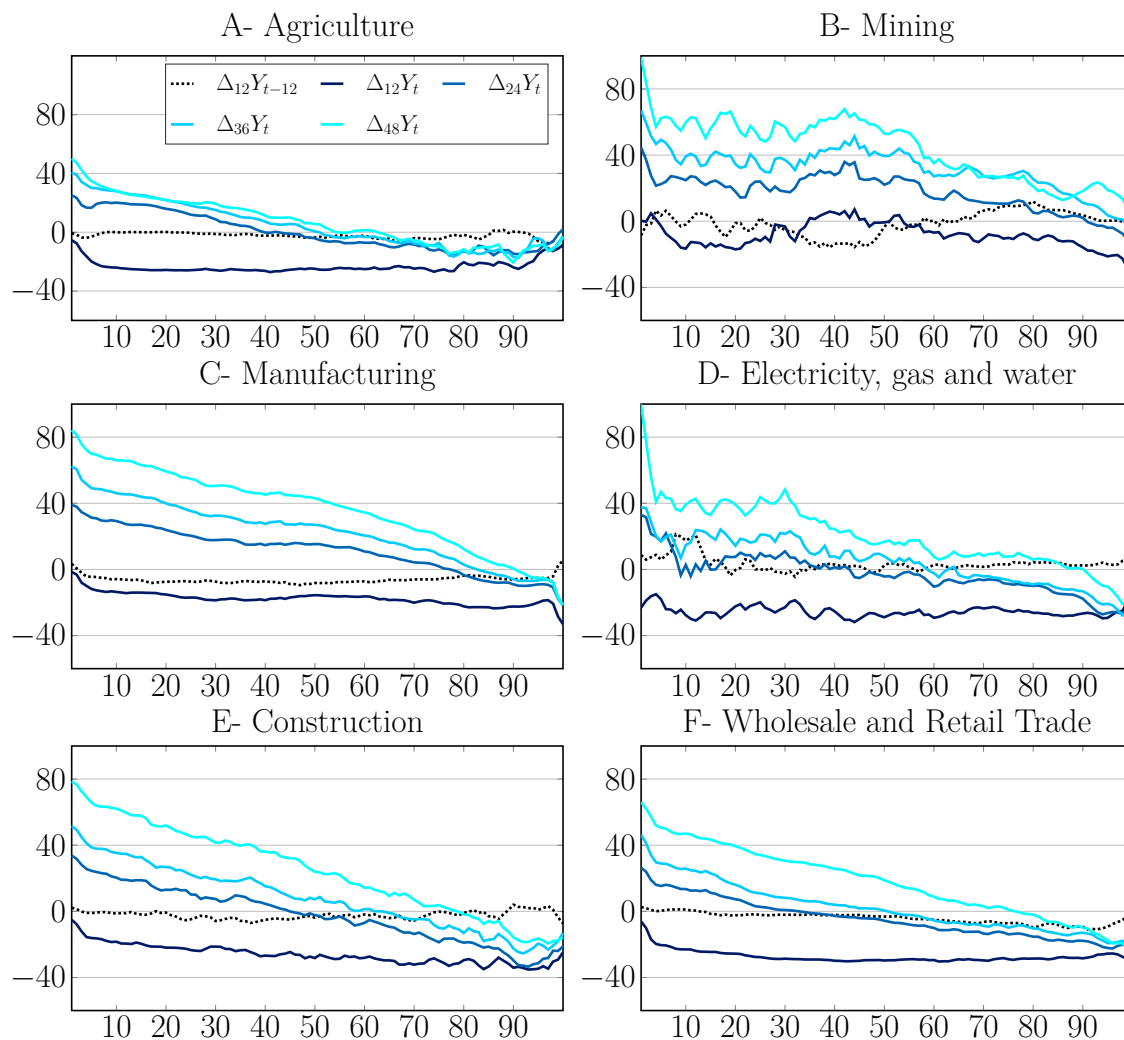 A- Agriculture
B- Mining
Δ12Yt−12 Δ12Yt Δ24Yt
Δ36Yt Δ48Yt
80
40
0
−40
10 20 30 40 50 60 70 80 90
80
40
0
−40
10 20 30 40 50 60 70 80 90
C- Manufacturing
D- Electricity, gas and water
80
40
0
−40
10 20 30 40 50 60 70 80 90
80
40
0
−40
10 20 30 40 50 60 70 80 90
E- Construction
F- Wholesale and Retail Trade
80
40
0
−40
10 20 30 40 50 60 70 80 90
80
40
0
−40
10 20 30 40 50 60 70 80 90